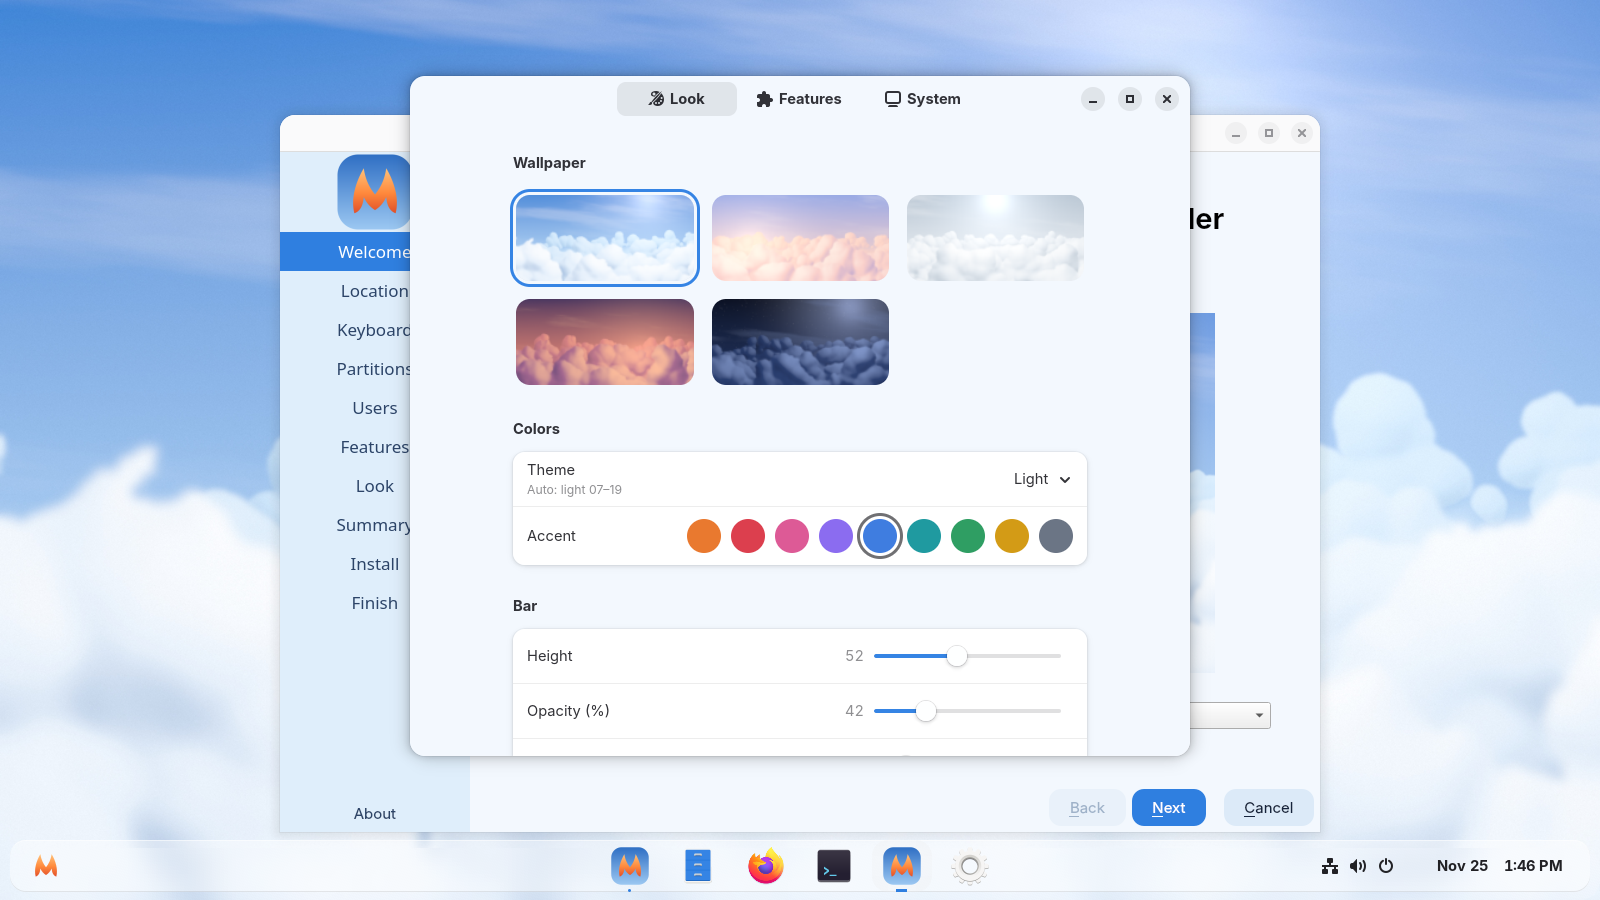 Look
Features
System
Wallpaper
Colors
Theme
Auto: light 07–19
Light
Accent
Bar
Height
52
Opacity (%)
42
Welcome
Location
Keyboard
Partitions
Users
Features
Look
Summary
Install
Finish
About
Back
Next
Cancel
Nov 25
1:46 PM